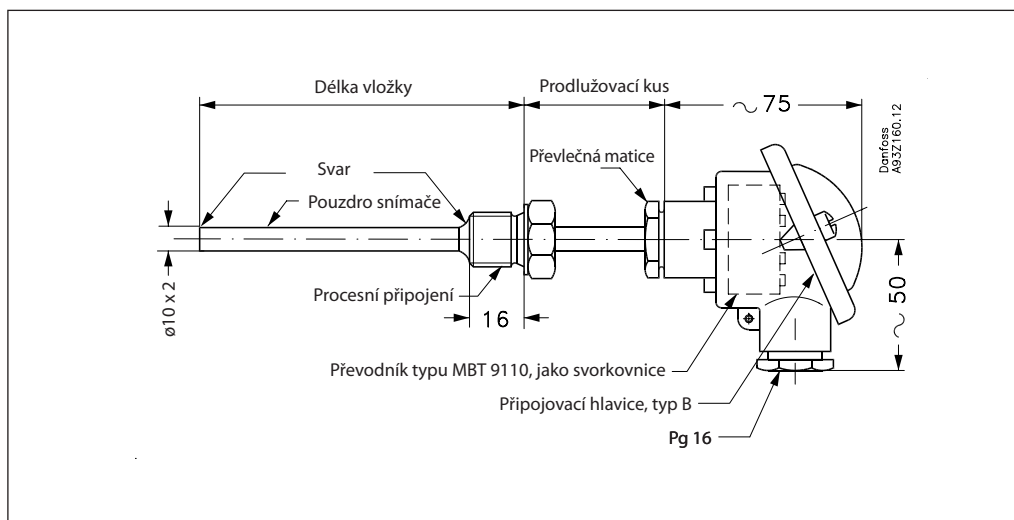 Délka vložky
Prodlužovací kus
~ 75
Danfoss
A93Z160.12
Převlečná matice
Svar
Pouzdro snímače
ø10 x 2
Procesní připojení
16
~ 50
Převodník typu MBT 9110, jako svorkovnice
Připojovací hlavice, typ B
Pg 16